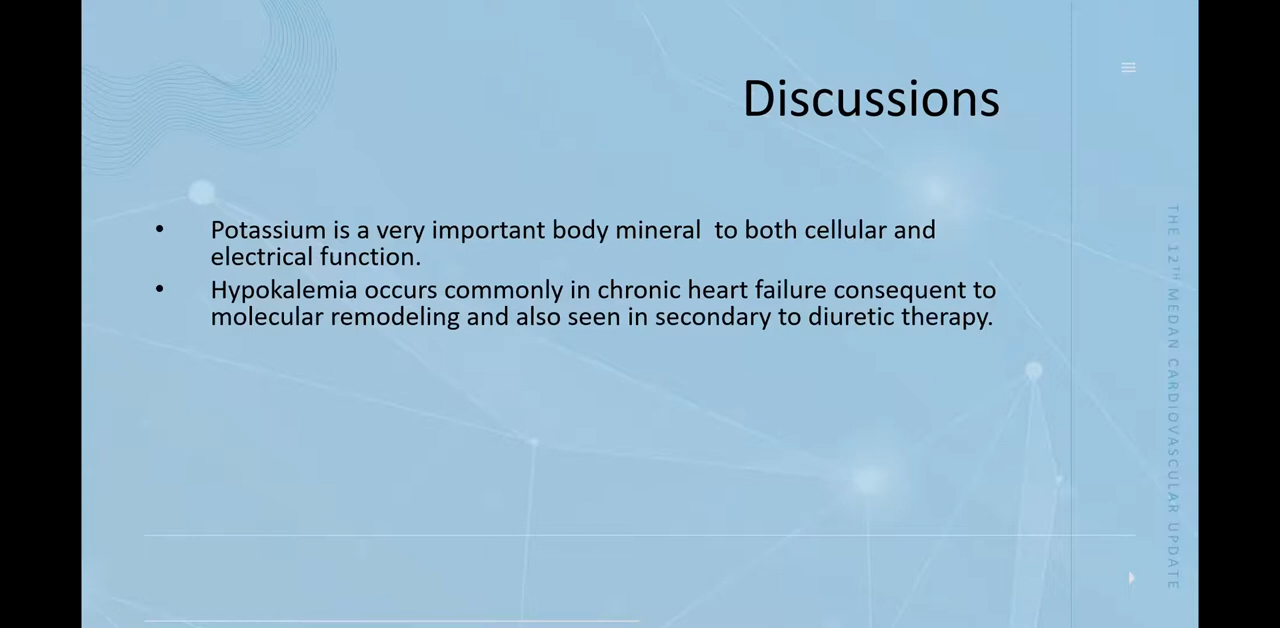 Discussions
• Potassium is a very important body mineral  to both cellular and
electrical function.
• Hypokalemia occurs commonly in chronic heart failure consequent to
molecular remodeling and also seen in secondary to diuretic therapy.
THE 12TH MEDAN CARDIOVASCULAR UPDATE